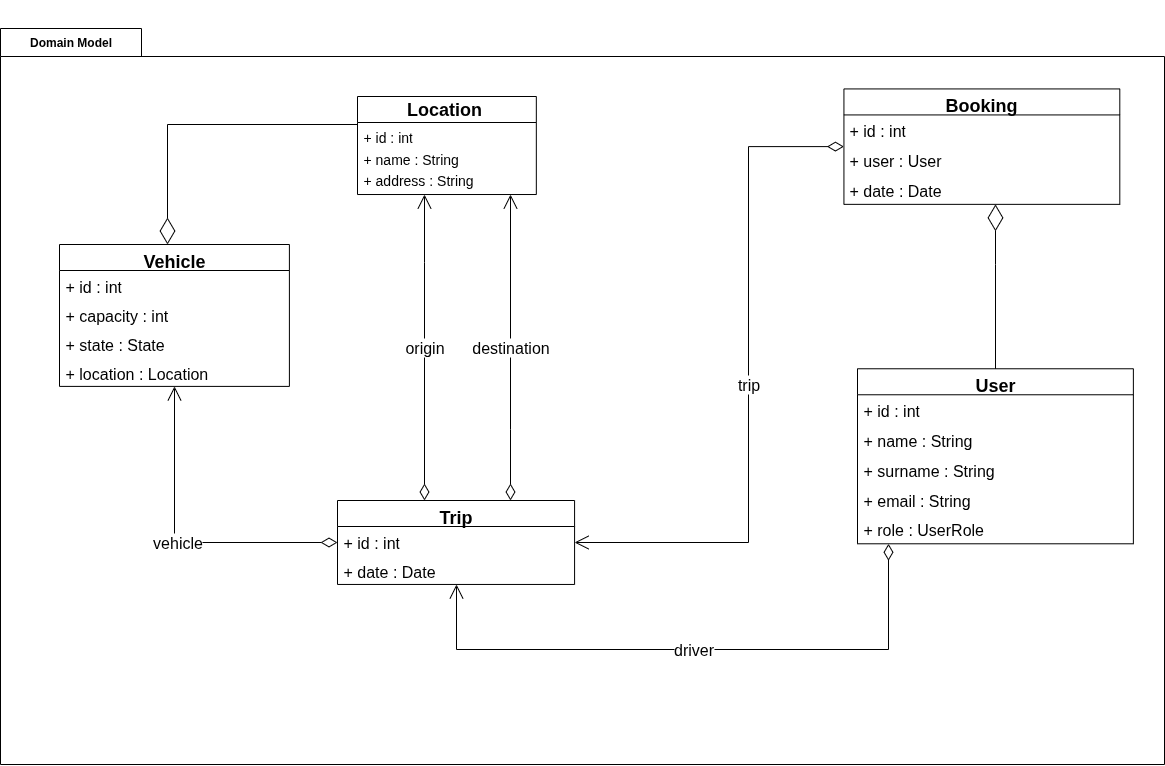 Domain Model
Location
+ id : int
+ name : String
+ address : String
Booking
+ id : int
+ user : User
+ date : Date
Vehicle
+ id : int
+ capacity : int
+ state : State
+ location : Location
origin
destination
trip
User
+ id : int
+ name : String
+ surname : String
+ email : String
+ role : UserRole
Trip
+ id : int
+ date : Date
vehicle
driver